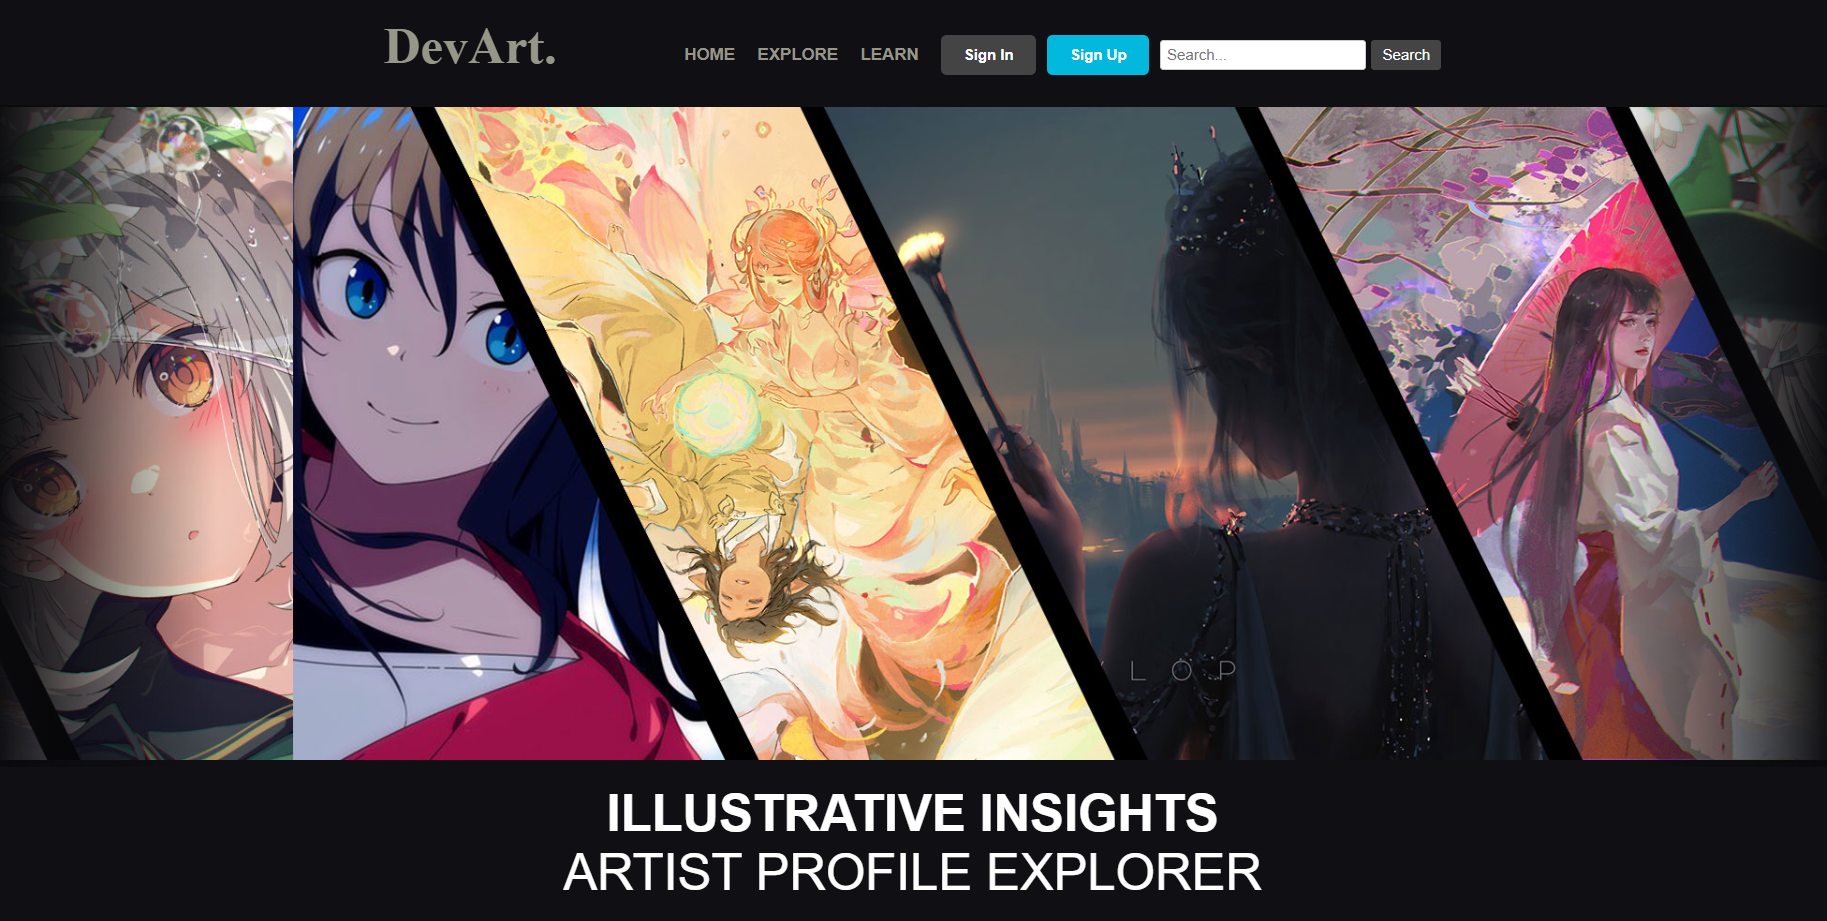 DevArt.
HOME EXPLORE LEARN Sign In Sign Up Search... Search
L O P
ILLUSTRATIVE INSIGHTS
ARTIST PROFILE EXPLORER